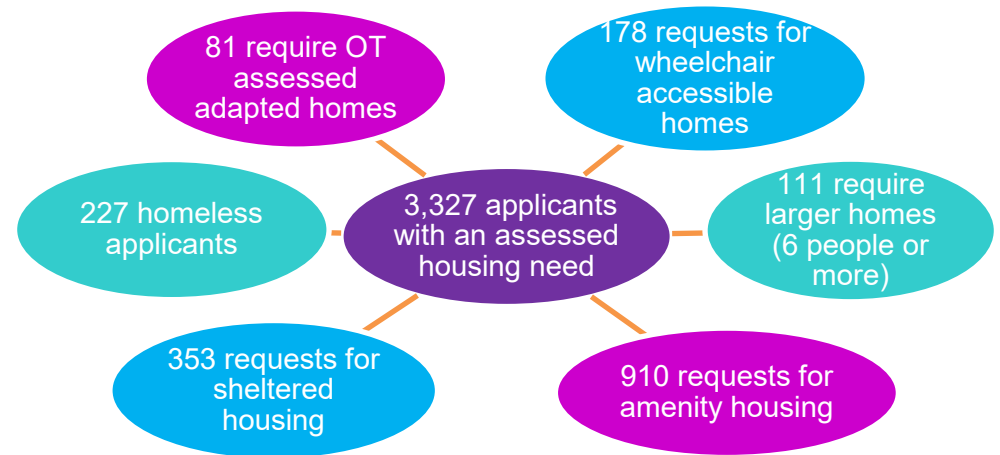 81 require OT
assessed
adapted homes
178 requests for
wheelchair
accessible
homes
227 homeless
applicants
3,327 applicants
with an assessed
housing need
111 require
larger homes
(6 people or
more)
353 requests for
sheltered
housing
910 requests for
amenity housing